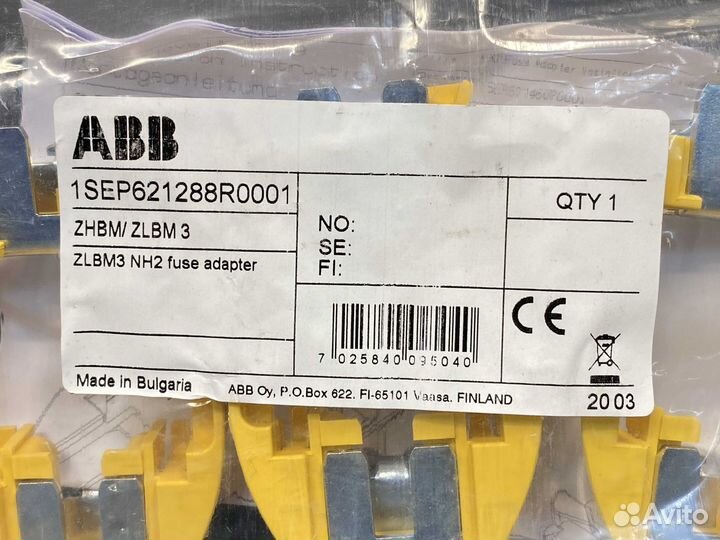 ABB
1SEP621288R0001
ZHBM/ ZLBM 3
ZLBM3 NH2 fuse adapter
NO:
SE:
FI:
QTY 1
7 025840 095040
CE
20 03
Made in Bulgaria
ABB Oy, P.O.Box 622. FI-65101 Vaasa. FINLAND
Avito